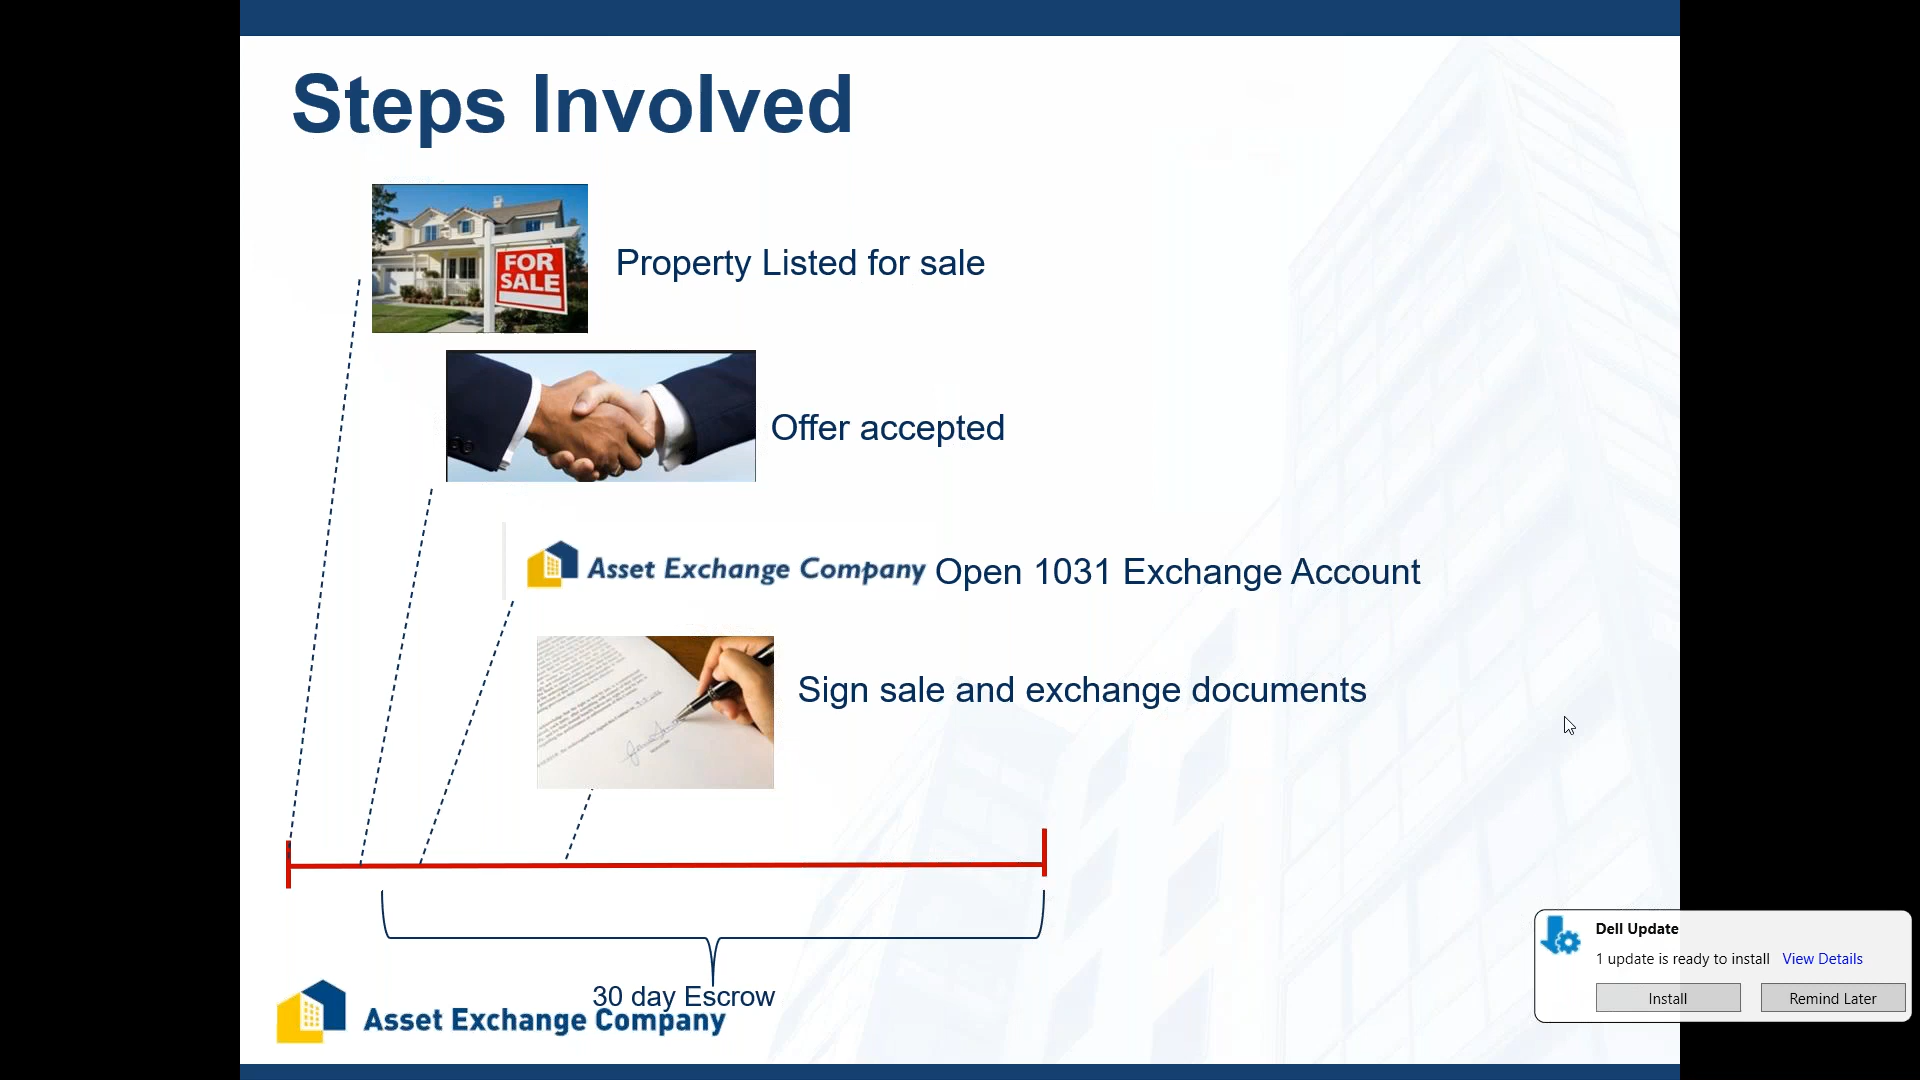 Steps Involved
FOR
SALE
Property Listed for sale
Offer accepted
Asset Exchange Company Open 1031 Exchange Account
Sign sale and exchange documents
30 day Escrow
Asset Exchange Company
Dell Update
1 update is ready to install View Details
Install Remind Later